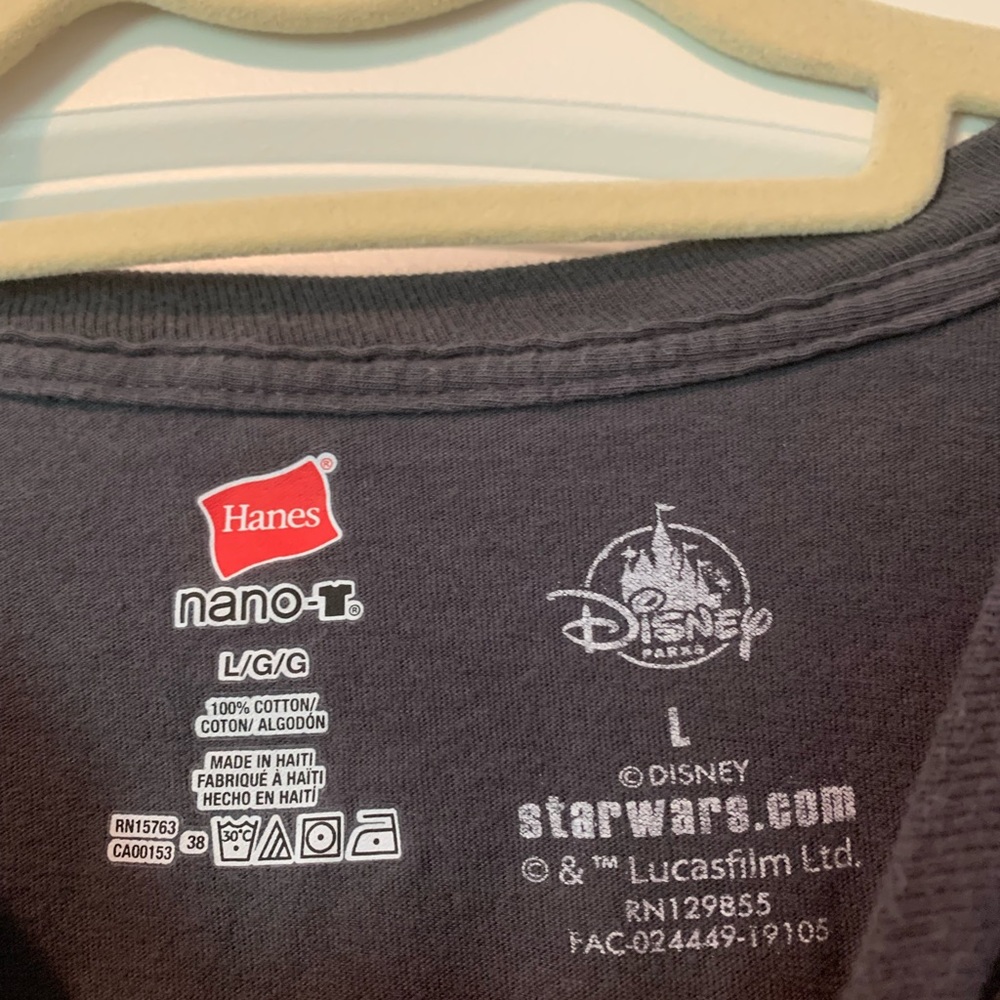 Hanes®
nano-T®
L/G/G
100% COTTON/
COTON/ ALGODÓN
MADE IN HAITI
FABRIQUÉ À HAÏTI
HECHO EN HAITÍ
RN15763
CA00153
38
30°C
Disney
PARKS
L
© DISNEY
starwars.com
© & ™ Lucasfilm Ltd.
RN129855
FAC-024449-19105